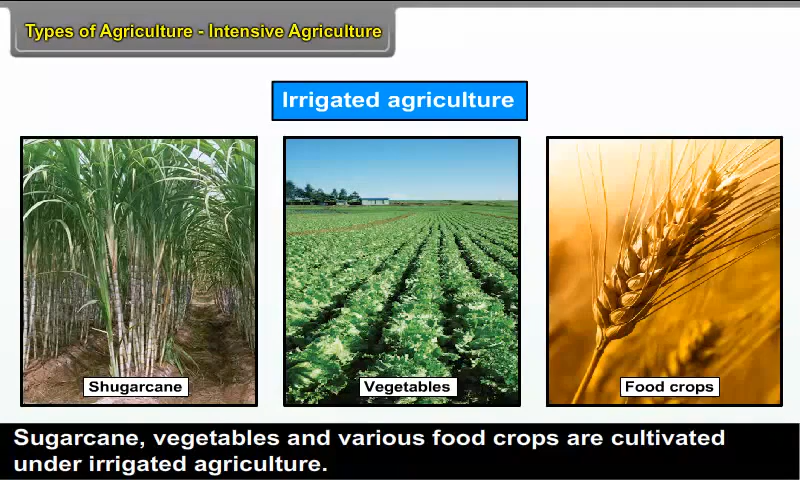 Types of Agriculture - Intensive Agriculture
Irrigated agriculture
Shugarcane
Vegetables
Food crops
Sugarcane, vegetables and various food crops are cultivated
under irrigated agriculture.